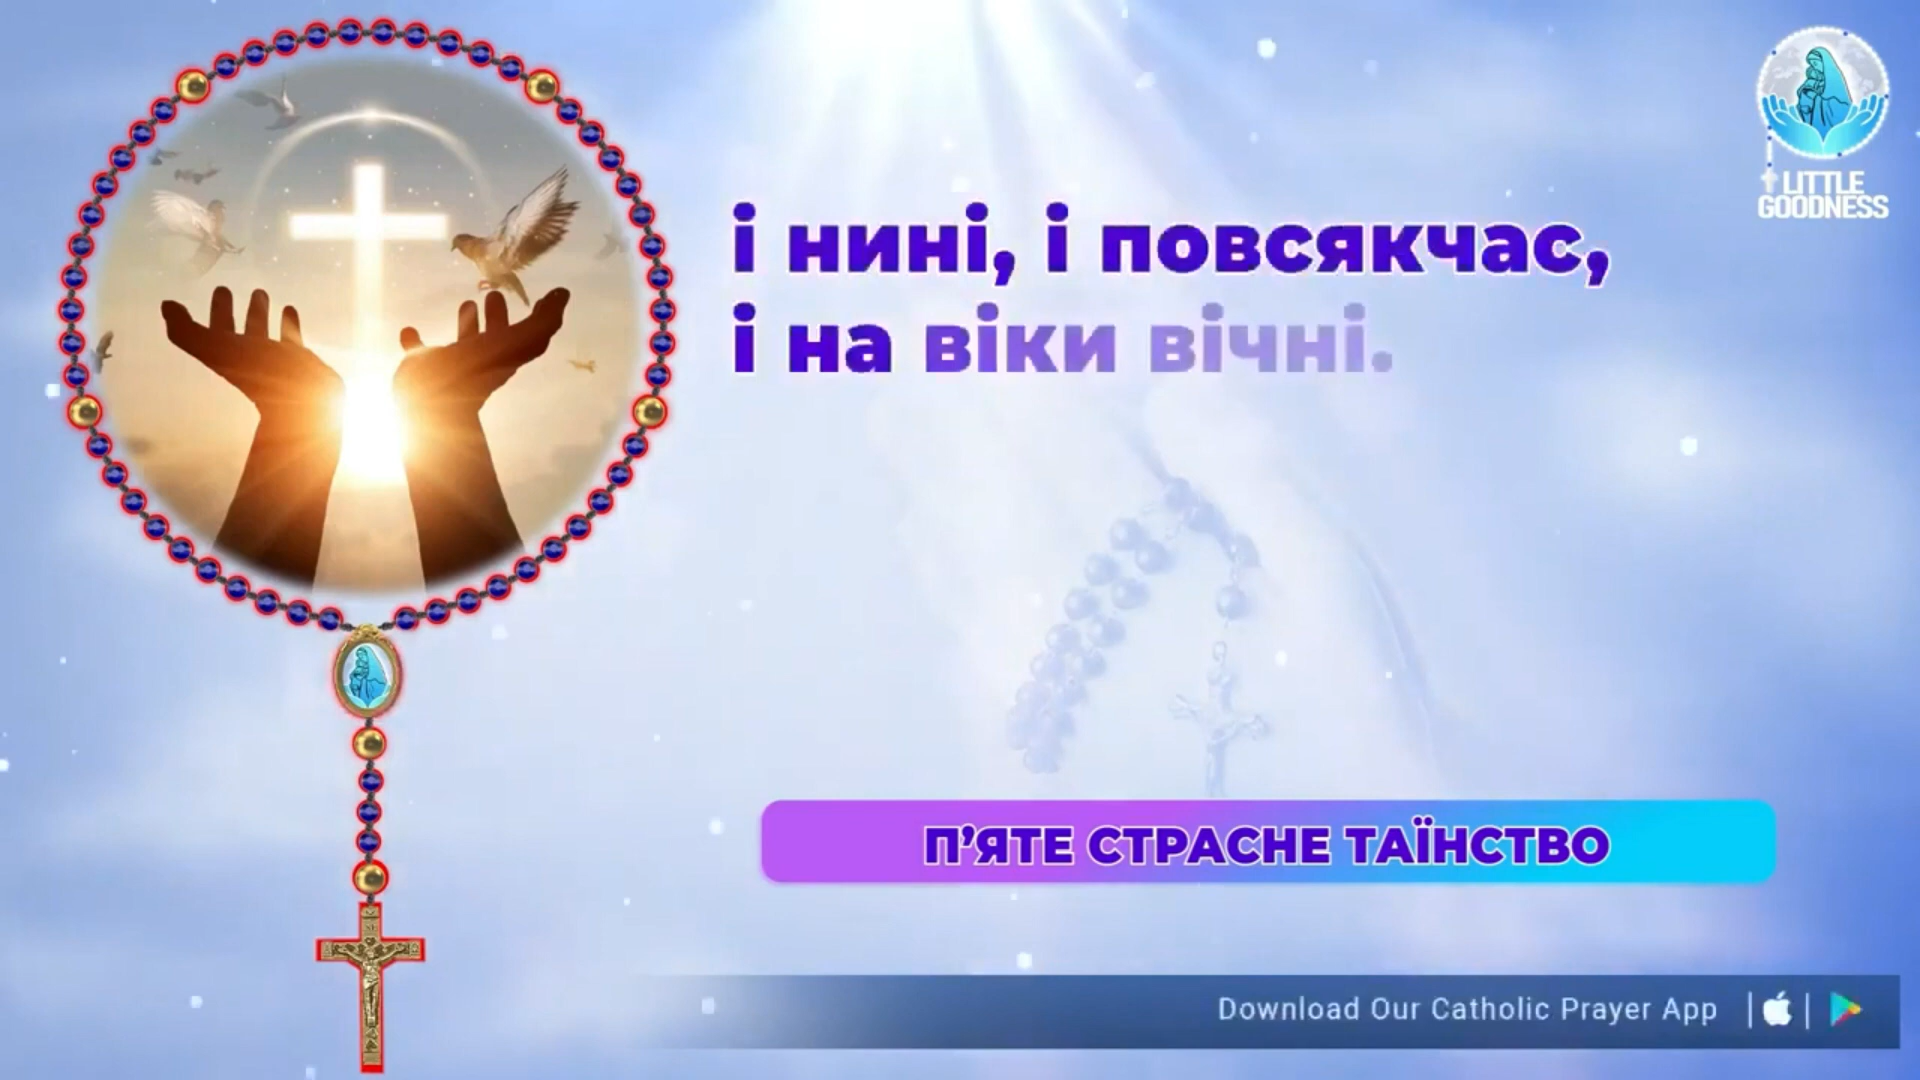 і нині, і повсякчас,
і на віки вічні.
LITTLE
GOODNESS
П’ЯТЕ СТРАСНЕ ТАЇНСТВО
Download Our Catholic Prayer App